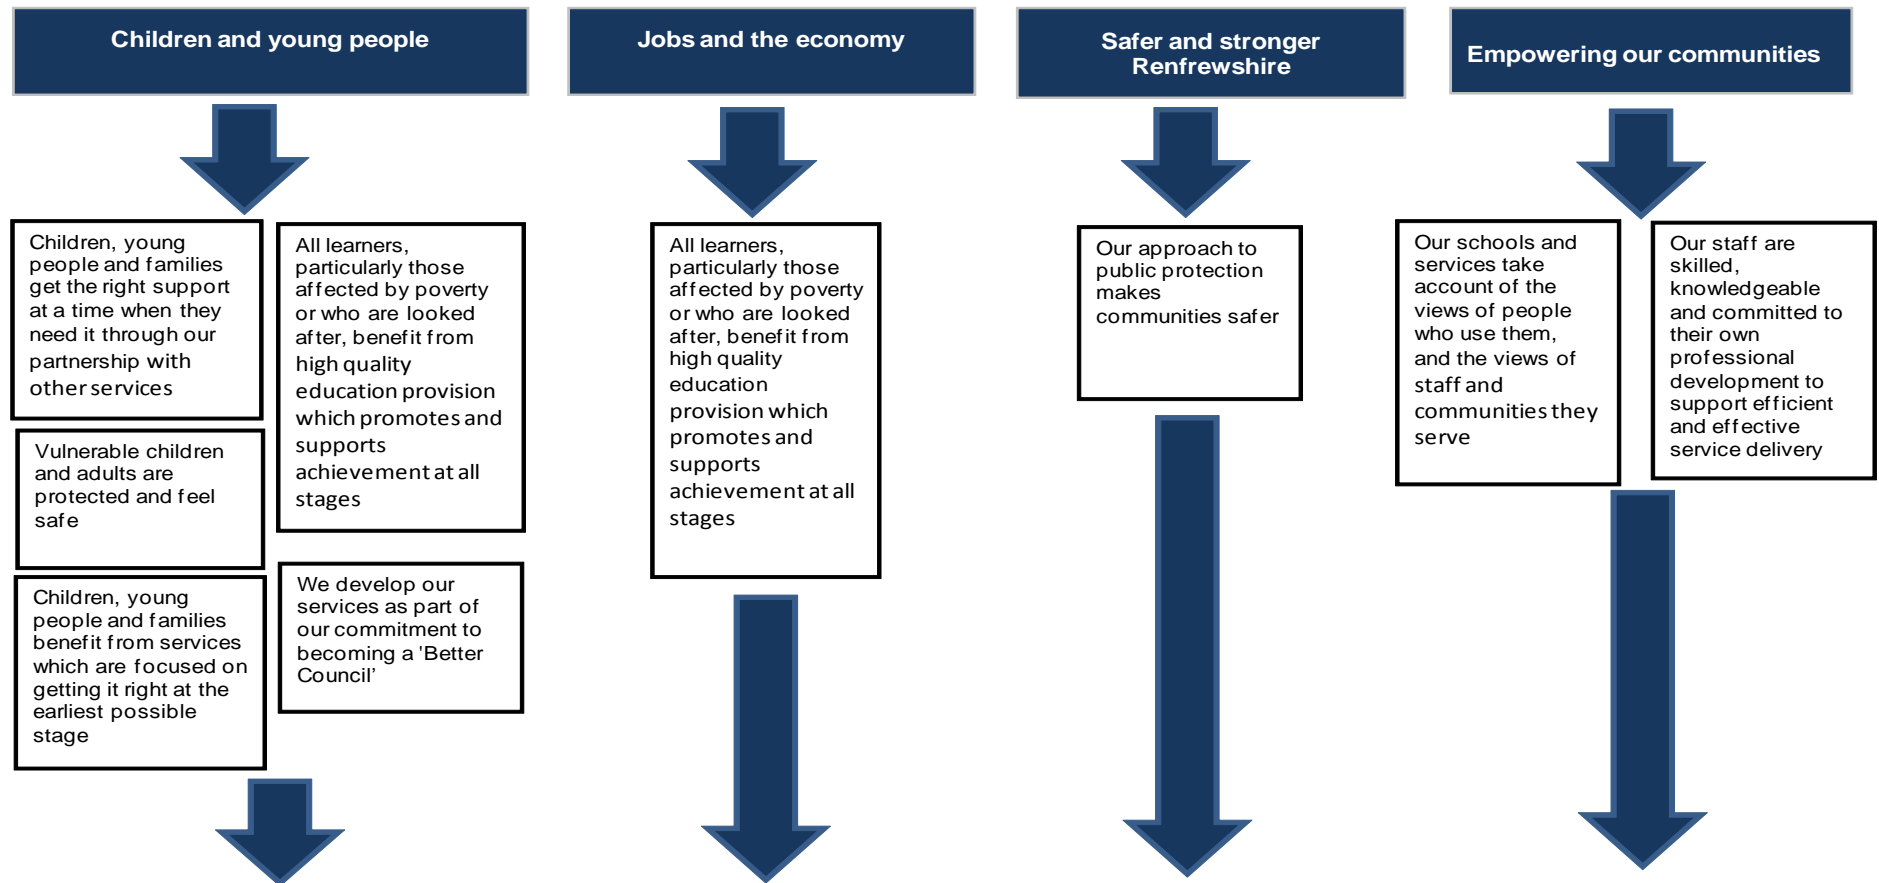 Children and young people
Jobs and the economy
Safer and stronger
Renfrewshire
Empowering our communities
Children, young
people and families
get the right support
at a time when they
need it through our
partnership with
other services
Vulnerable children
and adults are
protected and feel
safe
Children, young
people and families
benefit from services
which are focused on
getting it right at the
earliest possible
stage
All learners,
particularly those
affected by poverty
or who are looked
after, benefit from
high quality
education provision
which promotes and
supports
achievement at all
stages
We develop our
services as part of
our commitment to
becoming a 'Better
Council’
All learners,
particularly those
affected by poverty
or who are looked
after, benefit from
high quality
education
provision which
promotes and
supports
achievement at all
stages
Our approach to
public protection
makes
communities safer
Our schools and
services take
account of the
views of people
who use them,
and the views of
staff and
communities they
serve
Our staff are
skilled,
knowledgeable
and committed to
their own
professional
development to
support efficient
and effective
service delivery